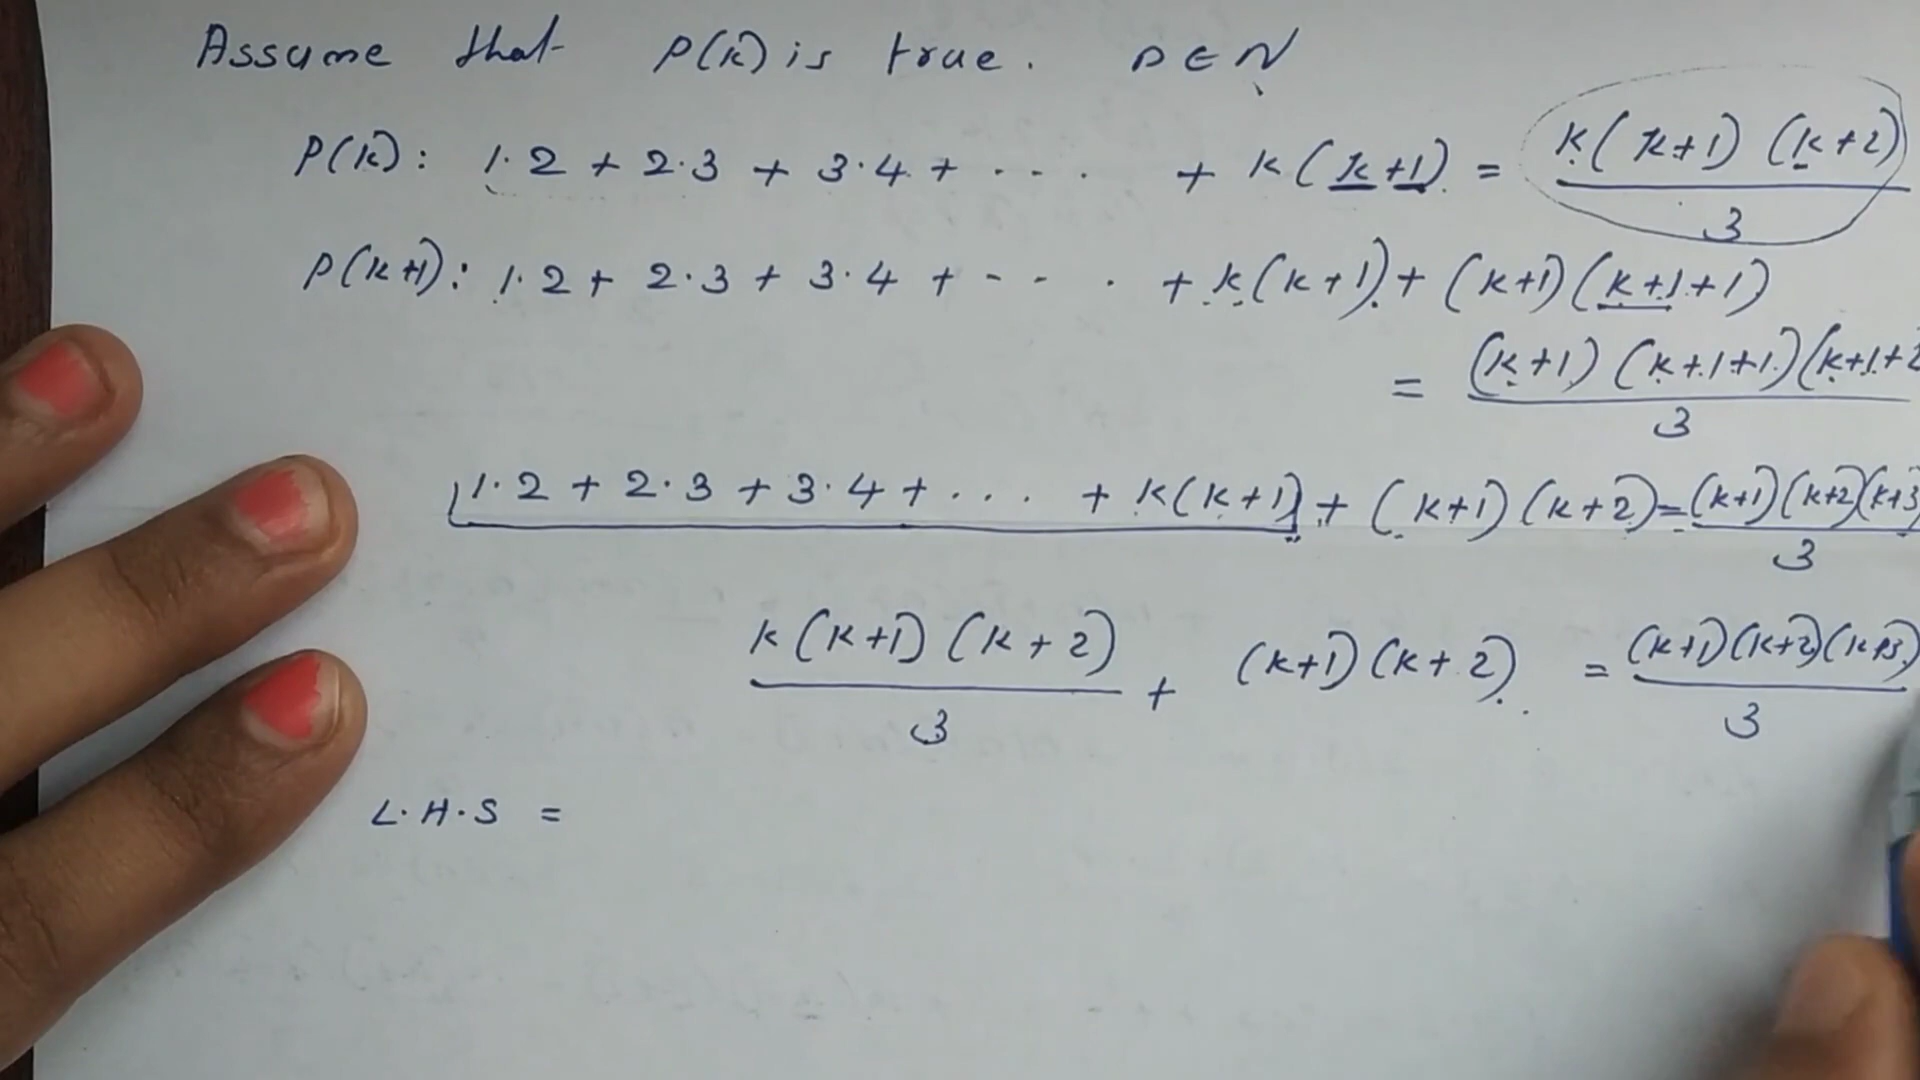 Assume that P(k) is true. n ∈ N
P(k): 1·2 + 2·3 + 3·4 + ... + k(k+1) = k(k+1)(k+2)/3
P(k+1): 1·2 + 2·3 + 3·4 + -- . + k(k+1) + (k+1)(k+1+1)
= (k+1)(k+1+1)(k+1+2/3
1·2 + 2·3 + 3·4 + ... + k(k+1) + (k+1)(k+2) = (k+1)(k+2)(k+3/3
k(k+1)(k+2)/3 + (k+1)(k+2) = (k+1)(k+2)(k+3)/3
L.H.S =